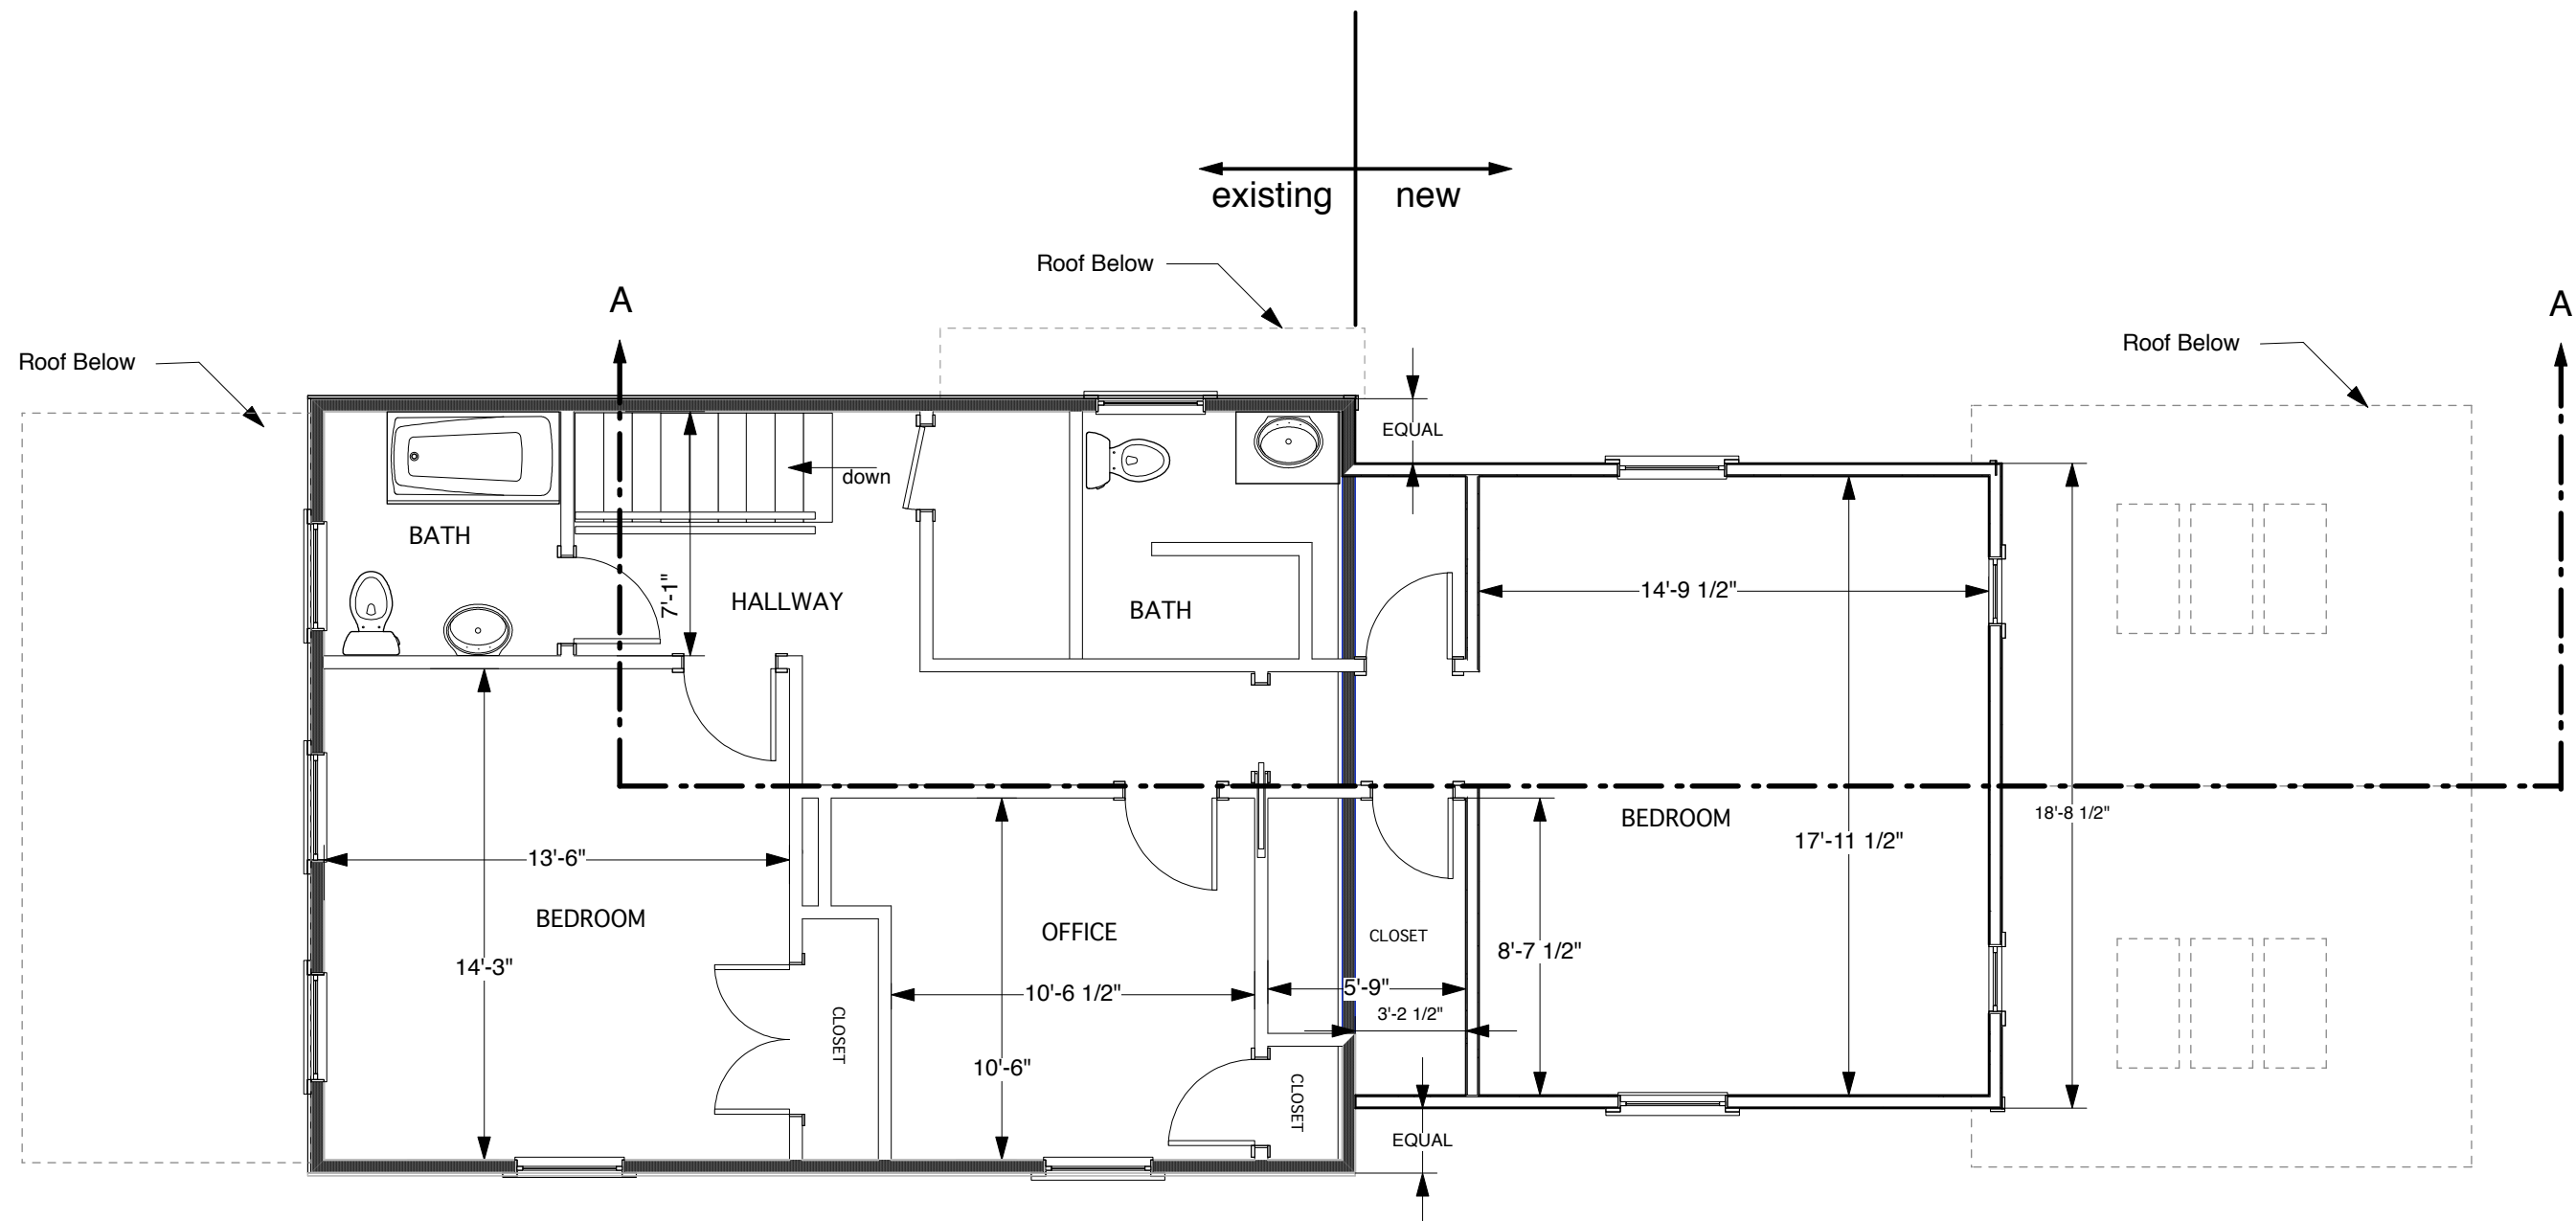 existing new
Roof Below
A
A
Roof Below
Roof Below
EQUAL
down
BATH
7'-1"
HALLWAY
BATH
14'-9 1/2"
BEDROOM
18'-8 1/2"
17'-11 1/2"
13'-6"
BEDROOM
OFFICE
CLOSET
8'-7 1/2"
14'-3"
10'-6 1/2"
5'-9"
3'-2 1/2"
CLOSET
10'-6"
CLOSET
EQUAL